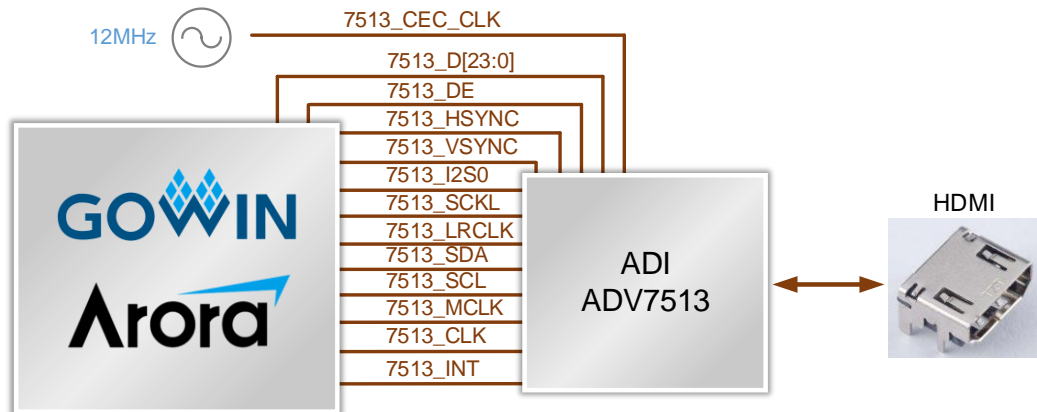 7513_CEC_CLK
12MHz
7513_D[23:0]
7513_DE
7513_HSYNC
7513_VSYNC
7513_I2S0
7513_SCKL
7513_LRCLK
7513_SDA
7513_SCL
7513_MCLK
7513_CLK
7513_INT
GOWIN
Arora
ADI
ADV7513
HDMI